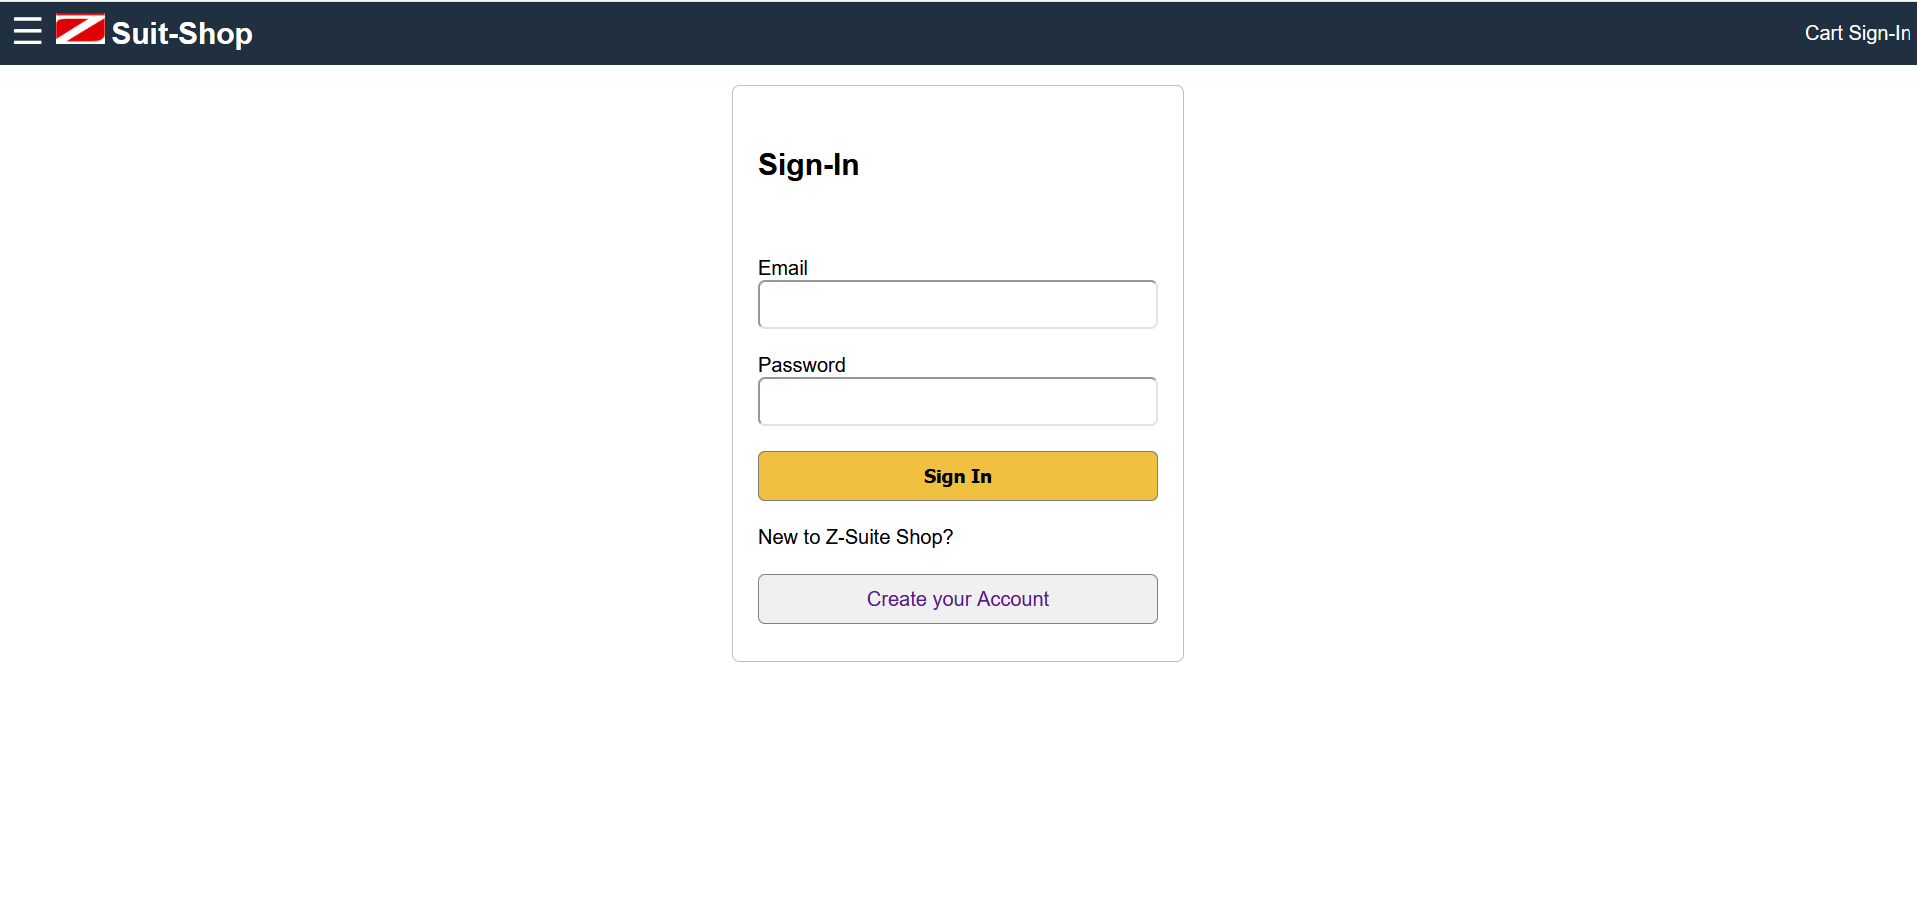 ☰ Z Suit-Shop
Cart Sign-In
Sign-In
Email
Password
Sign In
New to Z-Suite Shop?
Create your Account